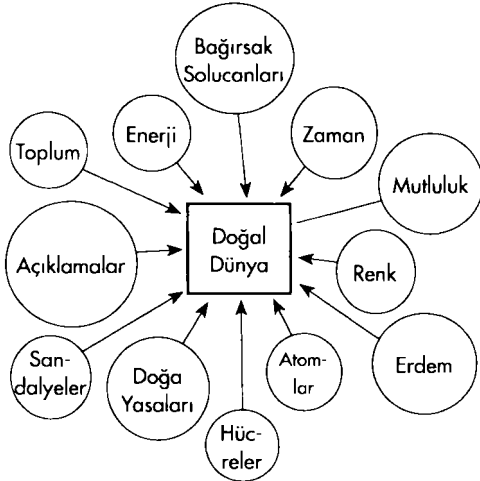 Bağırsak
Solucanları
Enerji
Zaman
Toplum
Mutluluk
Doğal
Dünya
Açıklamalar
Renk
San-
dalyeler
Doğa
Yasaları
Atom-
lar
Erdem
Hüc-
reler